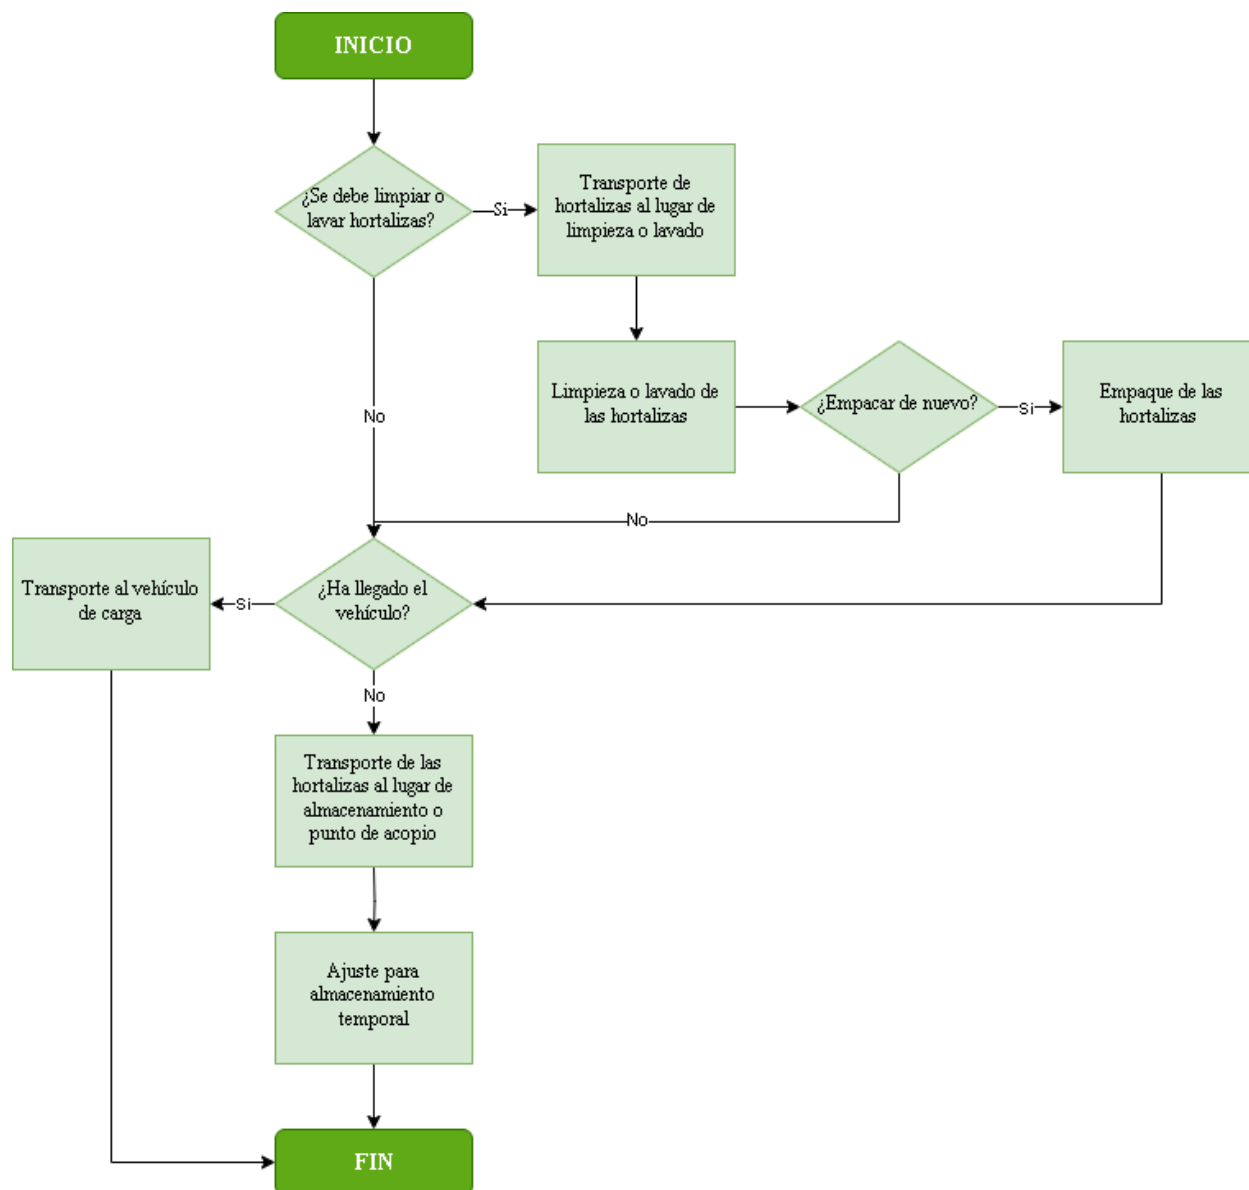 INICIO
¿Se debe limpiar o
lavar hortalizas?
Si
Transporte de
hortalizas al lugar de
limpieza o lavado
No
Limpieza o lavado de
las hortalizas
¿Empacar de nuevo?
Si
Empaque de las
hortalizas
No
Transporte al vehículo
de carga
Si
¿Ha llegado el
vehículo?
No
Transporte de las
hortalizas al lugar de
almacenamiento o
punto de acopio
Ajuste para
almacenamiento
temporal
FIN